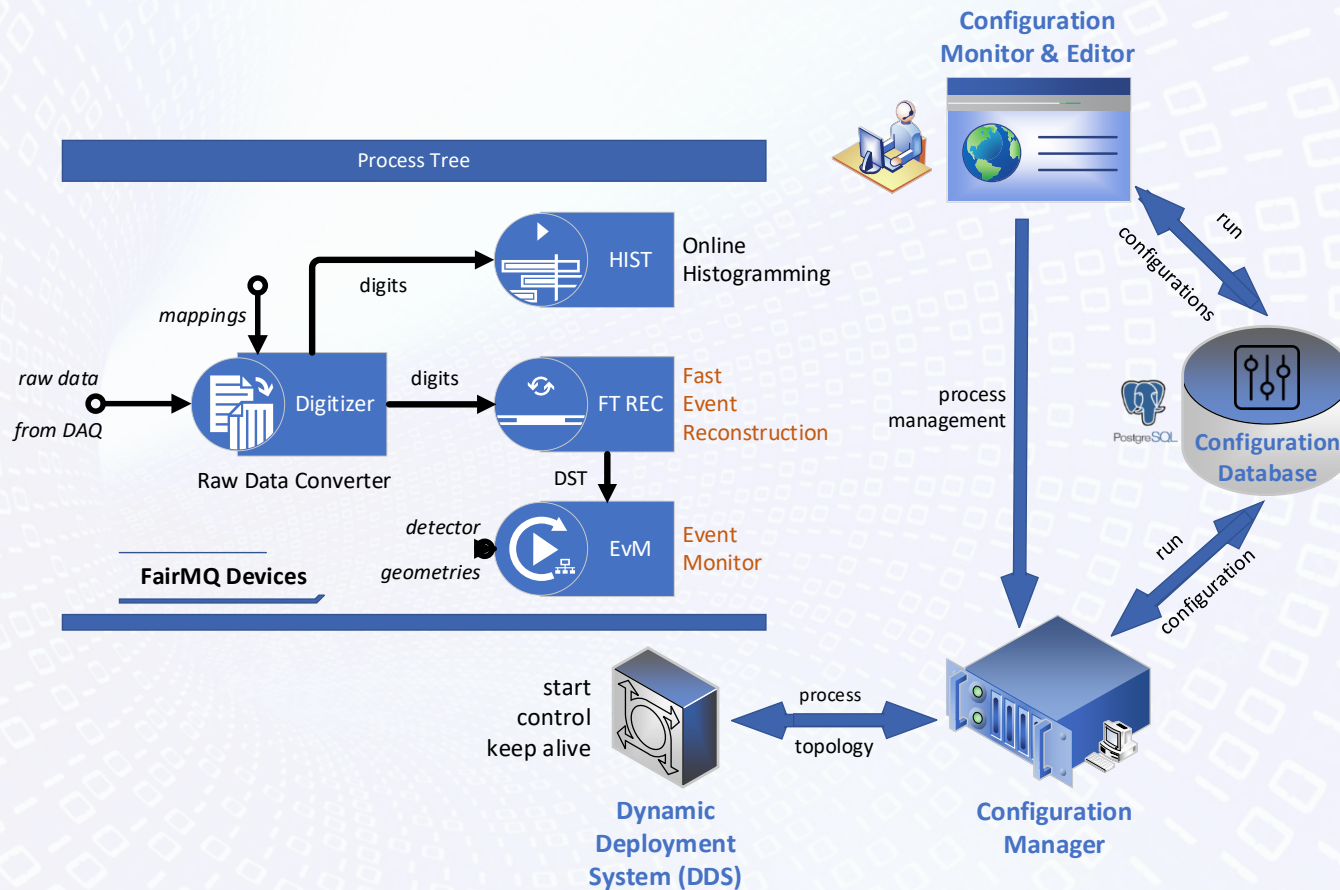 Configuration
Monitor & Editor
Process Tree
run
configurations
HIST
Online
Histogramming
digits
mappings
raw data
from DAQ
Digitizer
digits
FT REC
Fast
Event
Reconstruction
process
management
PostgreSQL
Configuration
Database
Raw Data Converter
DST
detector
geometries
EvM
Event
Monitor
run
configuration
FairMQ Devices
start
control
keep alive
process
topology
Dynamic
Deployment
System (DDS)
Configuration
Manager